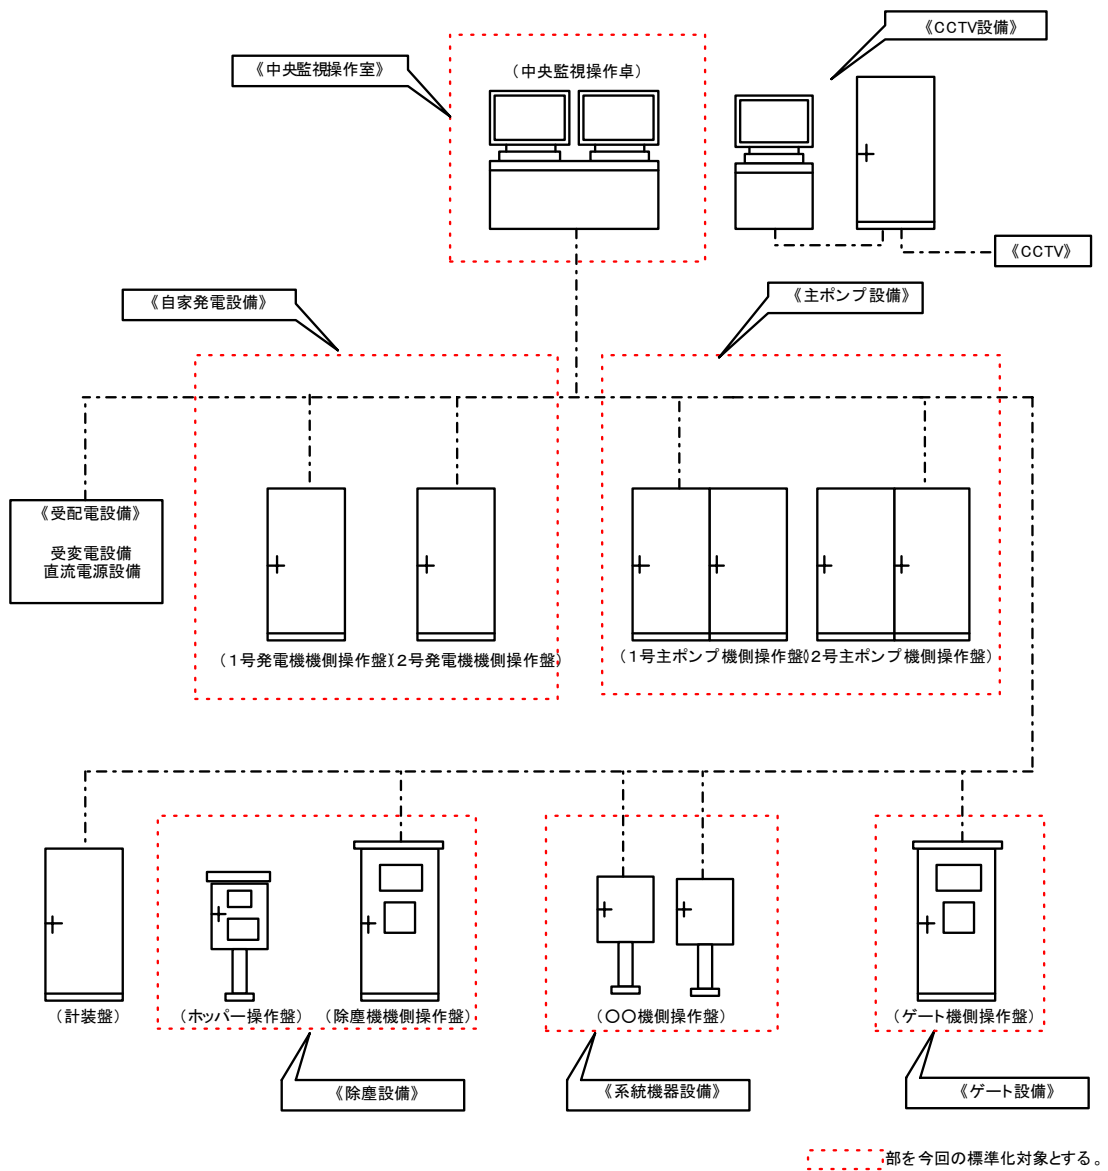 《CCTV設備》
《中央監視操作室》
（中央監視操作卓）
《CCTV》
《自家発電設備》
《主ポンプ設備》
《受配電設備》
受変電設備
直流電源設備
（１号発電機機側操作盤）
（２号発電機機側操作盤）
（１号主ポンプ機側操作盤）
（２号主ポンプ機側操作盤）
（計装盤）
（ホッパー操作盤）
（除塵機機側操作盤）
（〇〇機側操作盤）
（ゲート機側操作盤）
《除塵設備》
《系統機器設備》
《ゲート設備》
部を今回の標準化対象とする。